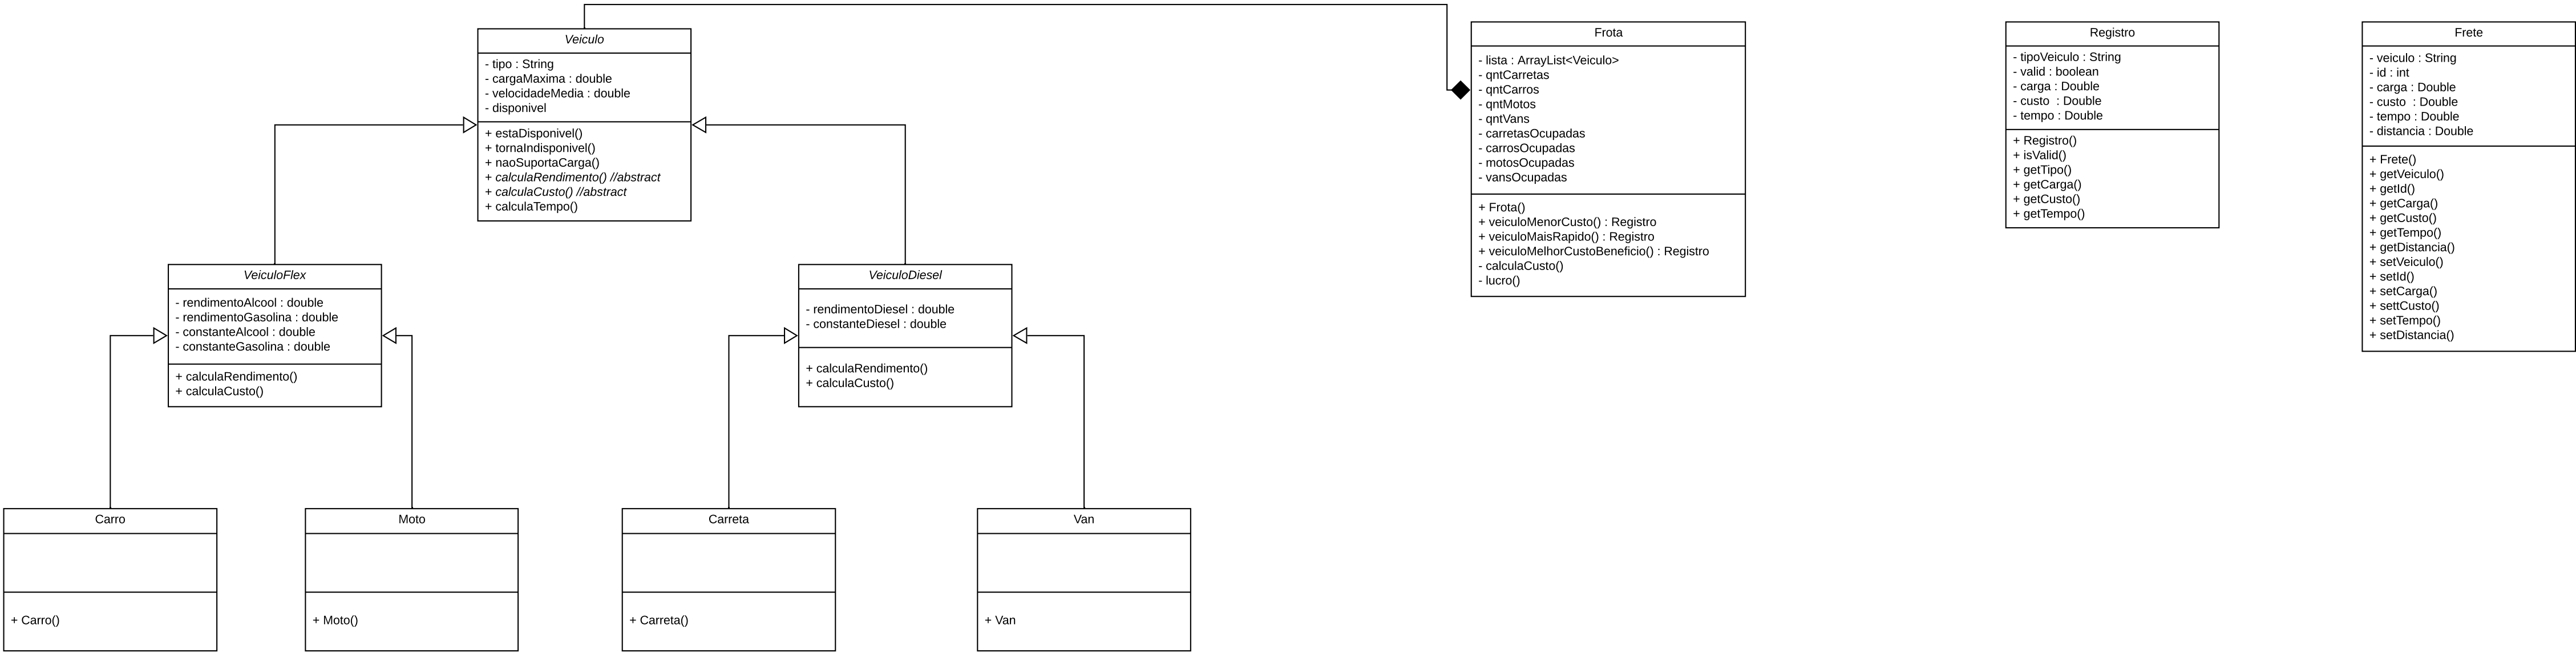 Veiculo
- tipo : String
- cargaMaxima : double
- velocidadeMedia : double
- disponivel
+ estaDisponivel()
+ tornaIndisponivel()
+ naoSuportaCarga()
+ calculaRendimento() //abstract
+ calculaCusto() //abstract
+ calculaTempo()
Frota
- lista : ArrayList<Veiculo>
- qntCarretas
- qntCarros
- qntMotos
- qntVans
- carretasOcupadas
- carrosOcupadas
- motosOcupadas
- vansOcupadas
+ Frota()
+ veiculoMenorCusto() : Registro
+ veiculoMaisRapido() : Registro
+ veiculoMelhorCustoBeneficio() : Registro
- calculaCusto()
- lucro()
Registro
- tipoVeiculo : String
- valid : boolean
- carga : Double
- custo  : Double
- tempo : Double
+ Registro()
+ isValid()
+ getTipo()
+ getCarga()
+ getCusto()
+ getTempo()
Frete
- veiculo : String
- id : int
- carga : Double
- custo  : Double
- tempo : Double
- distancia : Double
+ Frete()
+ getVeiculo()
+ getId()
+ getCarga()
+ getCusto()
+ getTempo()
+ getDistancia()
+ setVeiculo()
+ setId()
+ setCarga()
+ settCusto()
+ setTempo()
+ setDistancia()
VeiculoFlex
- rendimentoAlcool : double
- rendimentoGasolina : double
- constanteAlcool : double
- constanteGasolina : double
+ calculaRendimento()
+ calculaCusto()
VeiculoDiesel
- rendimentoDiesel : double
- constanteDiesel : double
+ calculaRendimento()
+ calculaCusto()
Carro
+ Carro()
Moto
+ Moto()
Carreta
+ Carreta()
Van
+ Van